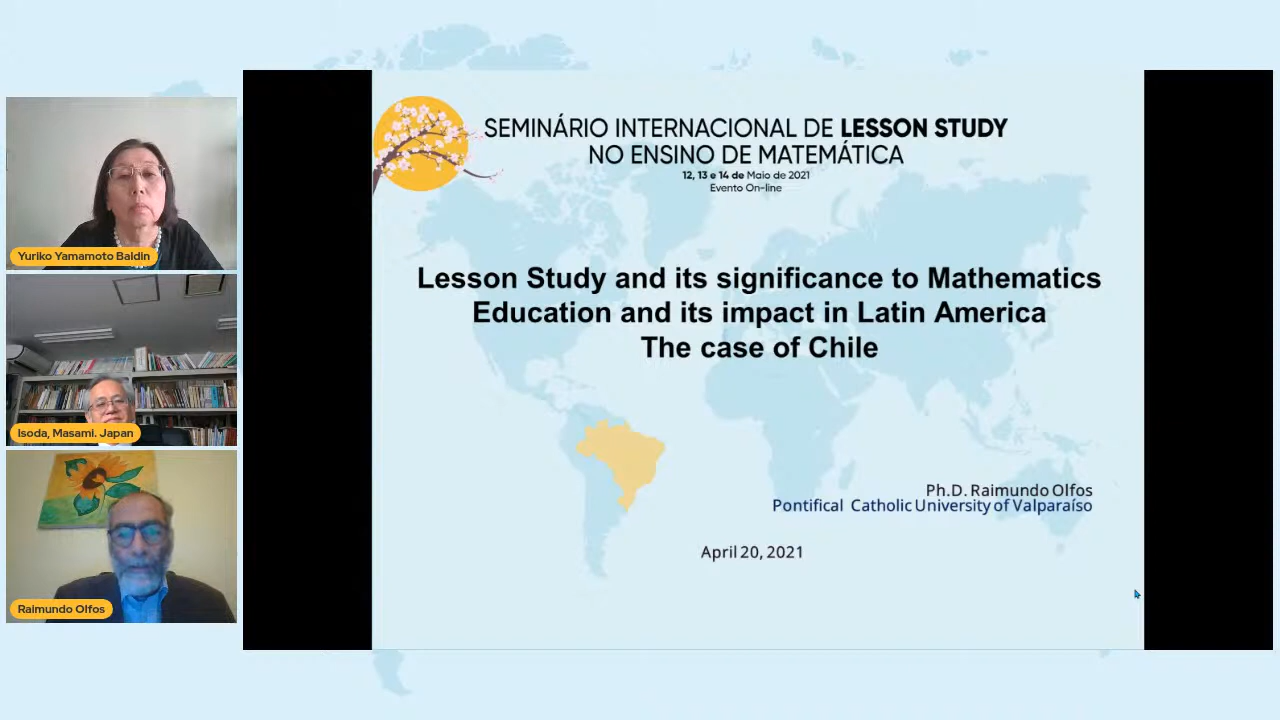 SEMINÁRIO INTERNACIONAL DE LESSON STUDY
NO ENSINO DE MATEMÁTICA
12, 13 e 14 de Maio de 2021
Evento On-line
Lesson Study and its significance to Mathematics
Education and its impact in Latin America
The case of Chile
Ph.D. Raimundo Olfos
Pontifical Catholic University of Valparaíso
April 20, 2021
Yuriko Yamamoto Baldin
Isoda, Masami. Japan
Raimundo Olfos